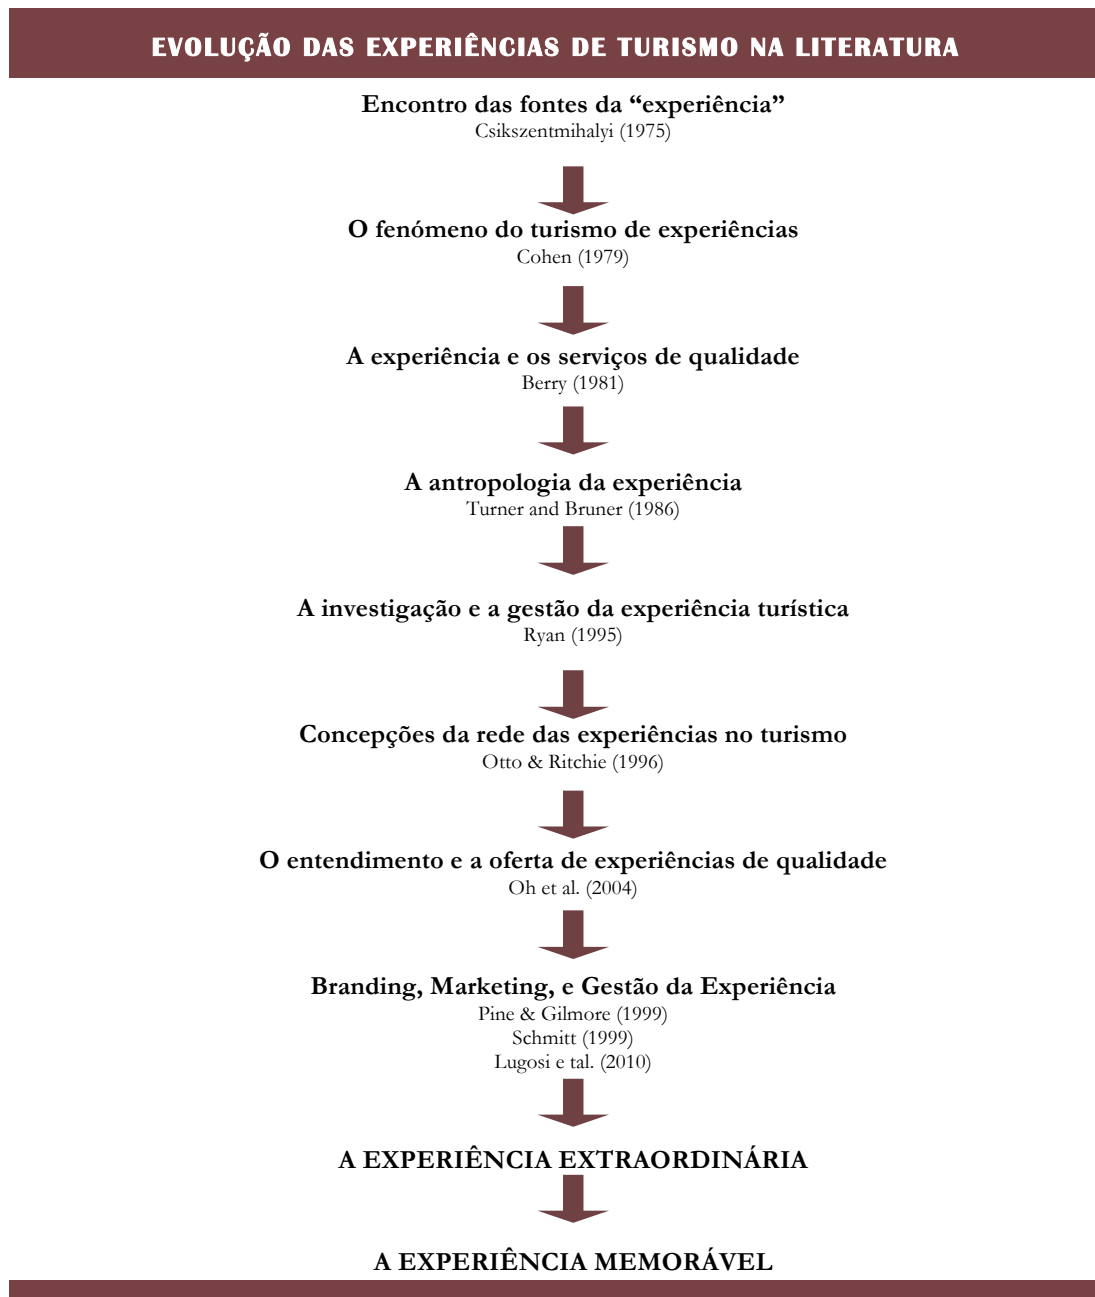 EVOLUÇÃO DAS EXPERIÊNCIAS DE TURISMO NA LITERATURA
Encontro das fontes da “experiência”
Csikszentmihalyi (1975)
O fenómeno do turismo de experiências
Cohen (1979)
A experiência e os serviços de qualidade
Berry (1981)
A antropologia da experiência
Turner and Bruner (1986)
A investigação e a gestão da experiência turística
Ryan (1995)
Concepções da rede das experiências no turismo
Otto & Ritchie (1996)
O entendimento e a oferta de experiências de qualidade
Oh et al. (2004)
Branding, Marketing, e Gestão da Experiência
Pine & Gilmore (1999)
Schmitt (1999)
Lugosi e tal. (2010)
A EXPERIÊNCIA EXTRAORDINÁRIA
A EXPERIÊNCIA MEMORÁVEL